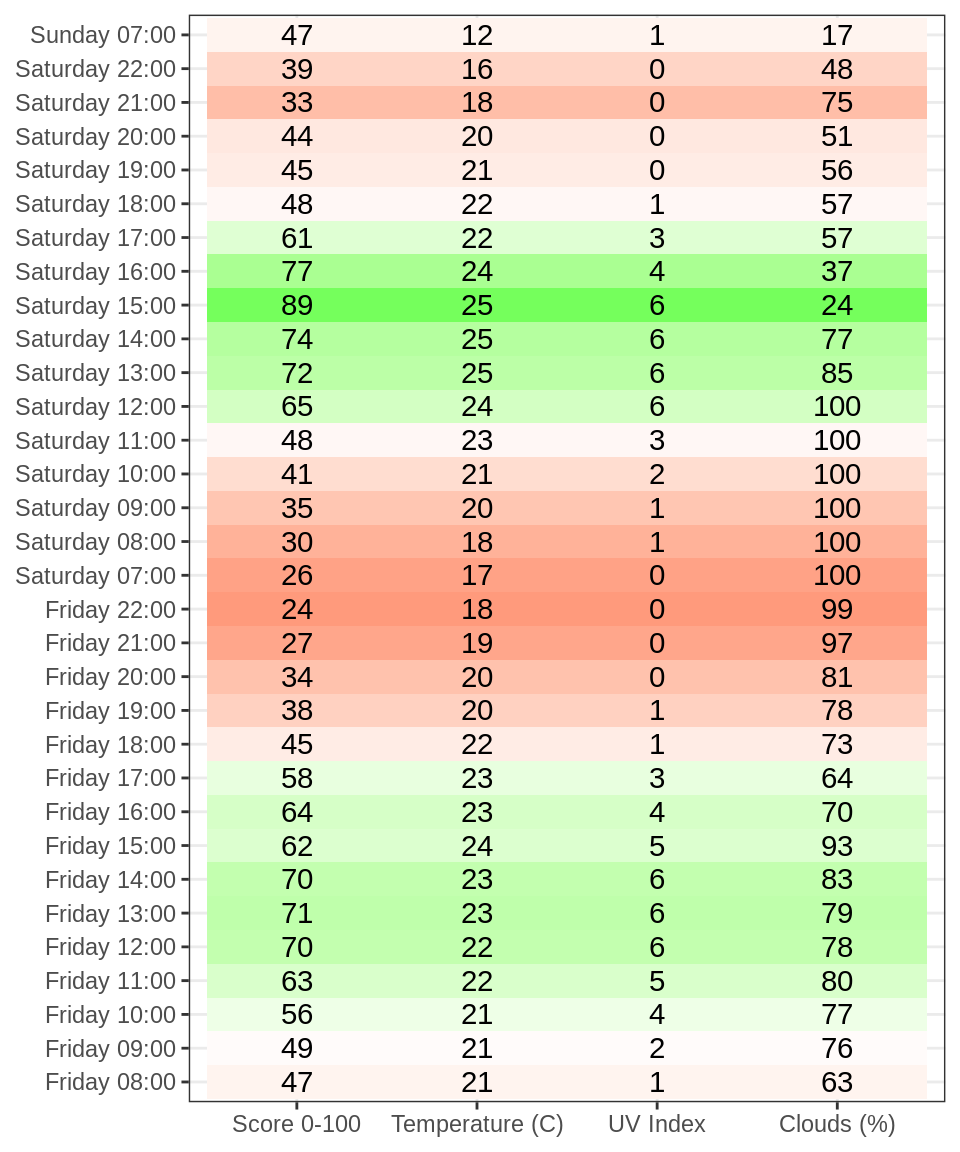 Sunday 07:00 47 12 1 17
Saturday 22:00 39 16 0 48
Saturday 21:00 33 18 0 75
Saturday 20:00 44 20 0 51
Saturday 19:00 45 21 0 56
Saturday 18:00 48 22 1 57
Saturday 17:00 61 22 3 57
Saturday 16:00 77 24 4 37
Saturday 15:00 89 25 6 24
Saturday 14:00 74 25 6 77
Saturday 13:00 72 25 6 85
Saturday 12:00 65 24 6 100
Saturday 11:00 48 23 3 100
Saturday 10:00 41 21 2 100
Saturday 09:00 35 20 1 100
Saturday 08:00 30 18 1 100
Saturday 07:00 26 17 0 100
Friday 22:00 24 18 0 99
Friday 21:00 27 19 0 97
Friday 20:00 34 20 0 81
Friday 19:00 38 20 1 78
Friday 18:00 45 22 1 73
Friday 17:00 58 23 3 64
Friday 16:00 64 23 4 70
Friday 15:00 62 24 5 93
Friday 14:00 70 23 6 83
Friday 13:00 71 23 6 79
Friday 12:00 70 22 6 78
Friday 11:00 63 22 5 80
Friday 10:00 56 21 4 77
Friday 09:00 49 21 2 76
Friday 08:00 47 21 1 63
Score 0-100 Temperature (C) UV Index Clouds (%)